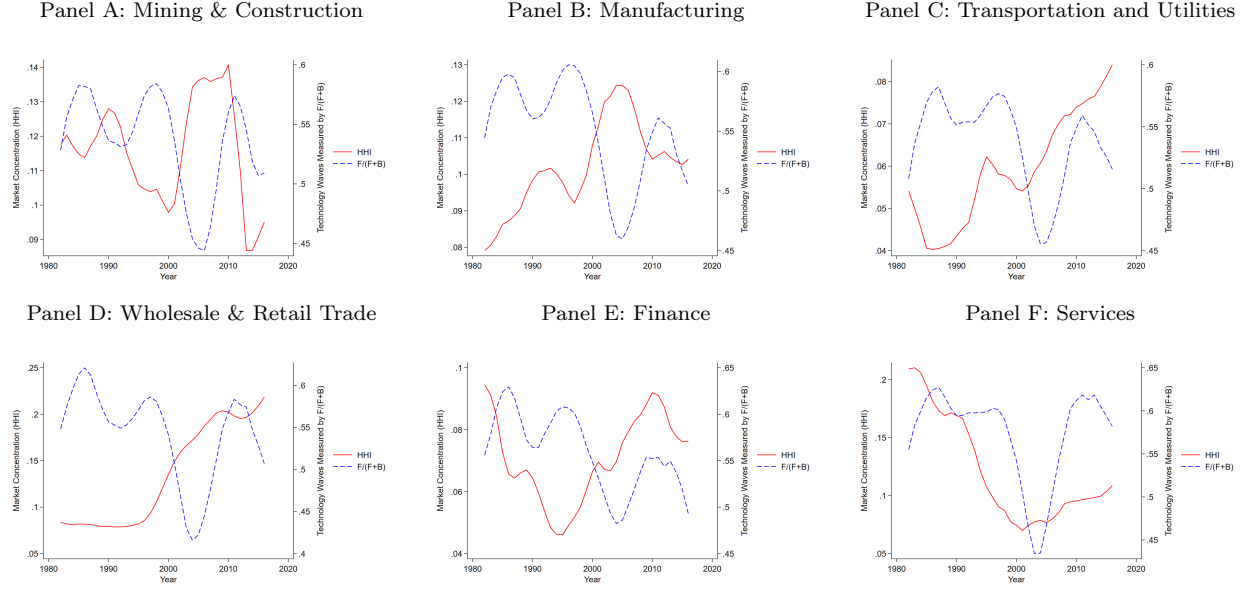 Panel A: Mining & Construction
Market Concentration (HHI)
.14
.13
.12
.11
.1
.09
.6
.55
.5
.45
Technology Waves Measured by F/(F+B)
1980 1990 2000 2010 2020
Year
HHI
F/(F+B)
Panel B: Manufacturing
Market Concentration (HHI)
.13
.12
.11
.1
.09
.08
.6
.55
.5
.45
Technology Waves Measured by F/(F+B)
1980 1990 2000 2010 2020
Year
HHI
F/(F+B)
Panel C: Transportation and Utilities
Market Concentration (HHI)
.08
.07
.06
.05
.04
.6
.55
.5
.45
Technology Waves Measured by F/(F+B)
1980 1990 2000 2010 2020
Year
HHI
F/(F+B)
Panel D: Wholesale & Retail Trade
Market Concentration (HHI)
.25
.2
.15
.1
.05
.6
.55
.5
.45
.4
Technology Waves Measured by F/(F+B)
1980 1990 2000 2010 2020
Year
HHI
F/(F+B)
Panel E: Finance
Market Concentration (HHI)
.1
.08
.06
.04
.65
.6
.55
.5
.45
Technology Waves Measured by F/(F+B)
1980 1990 2000 2010 2020
Year
HHI
F/(F+B)
Panel F: Services
Market Concentration (HHI)
.2
.15
.1
.05
.65
.6
.55
.5
.45
Technology Waves Measured by F/(F+B)
1980 1990 2000 2010 2020
Year
HHI
F/(F+B)